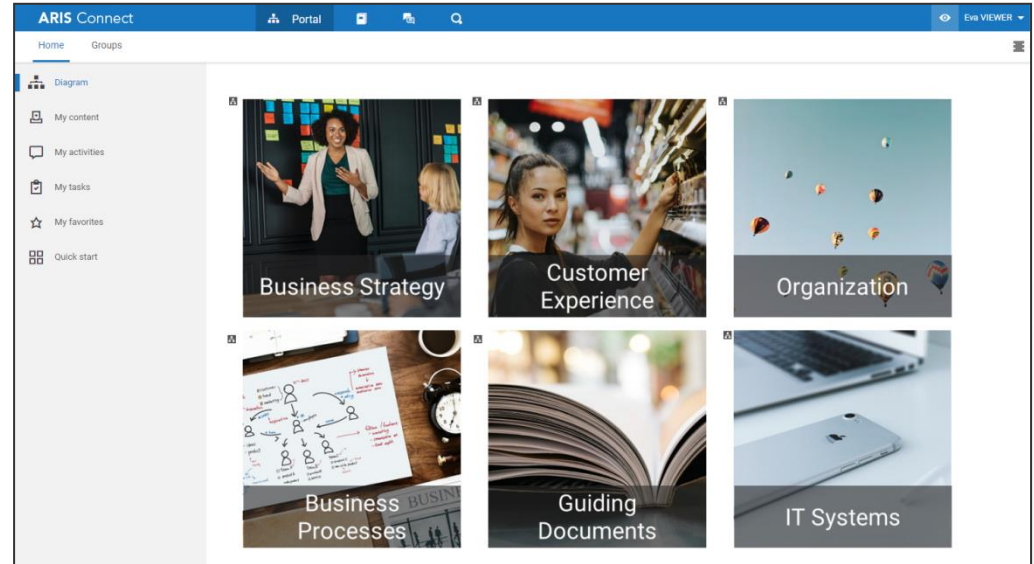 ARIS Connect
Portal
Eva VIEWER
Home Groups
Diagram
My content
My activities
My tasks
My favorites
Quick start
Business Strategy
Customer
Experience
Organization
Business
Processes
Guiding
Documents
IT Systems